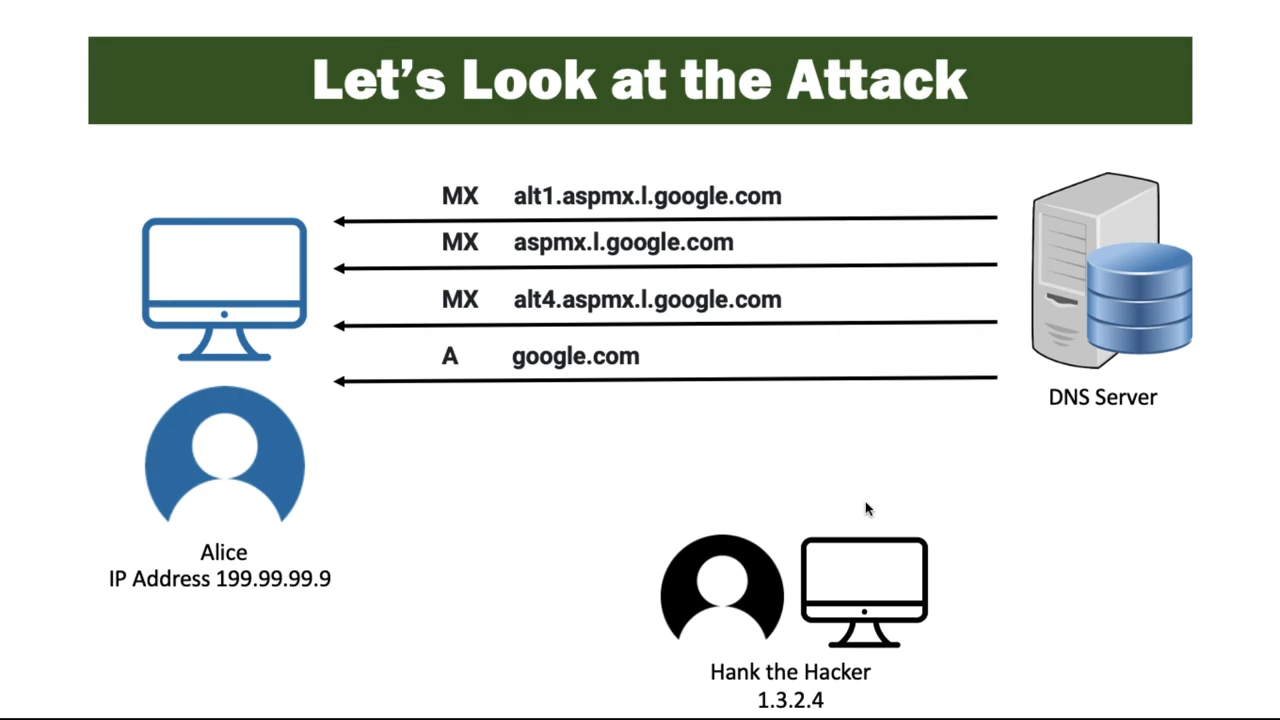 Let's Look at the Attack
MX alt1.aspmx.l.google.com
MX aspmx.l.google.com
MX alt4.aspmx.l.google.com
A google.com
DNS Server
Alice
IP Address 199.99.99.9
Hank the Hacker
1.3.2.4